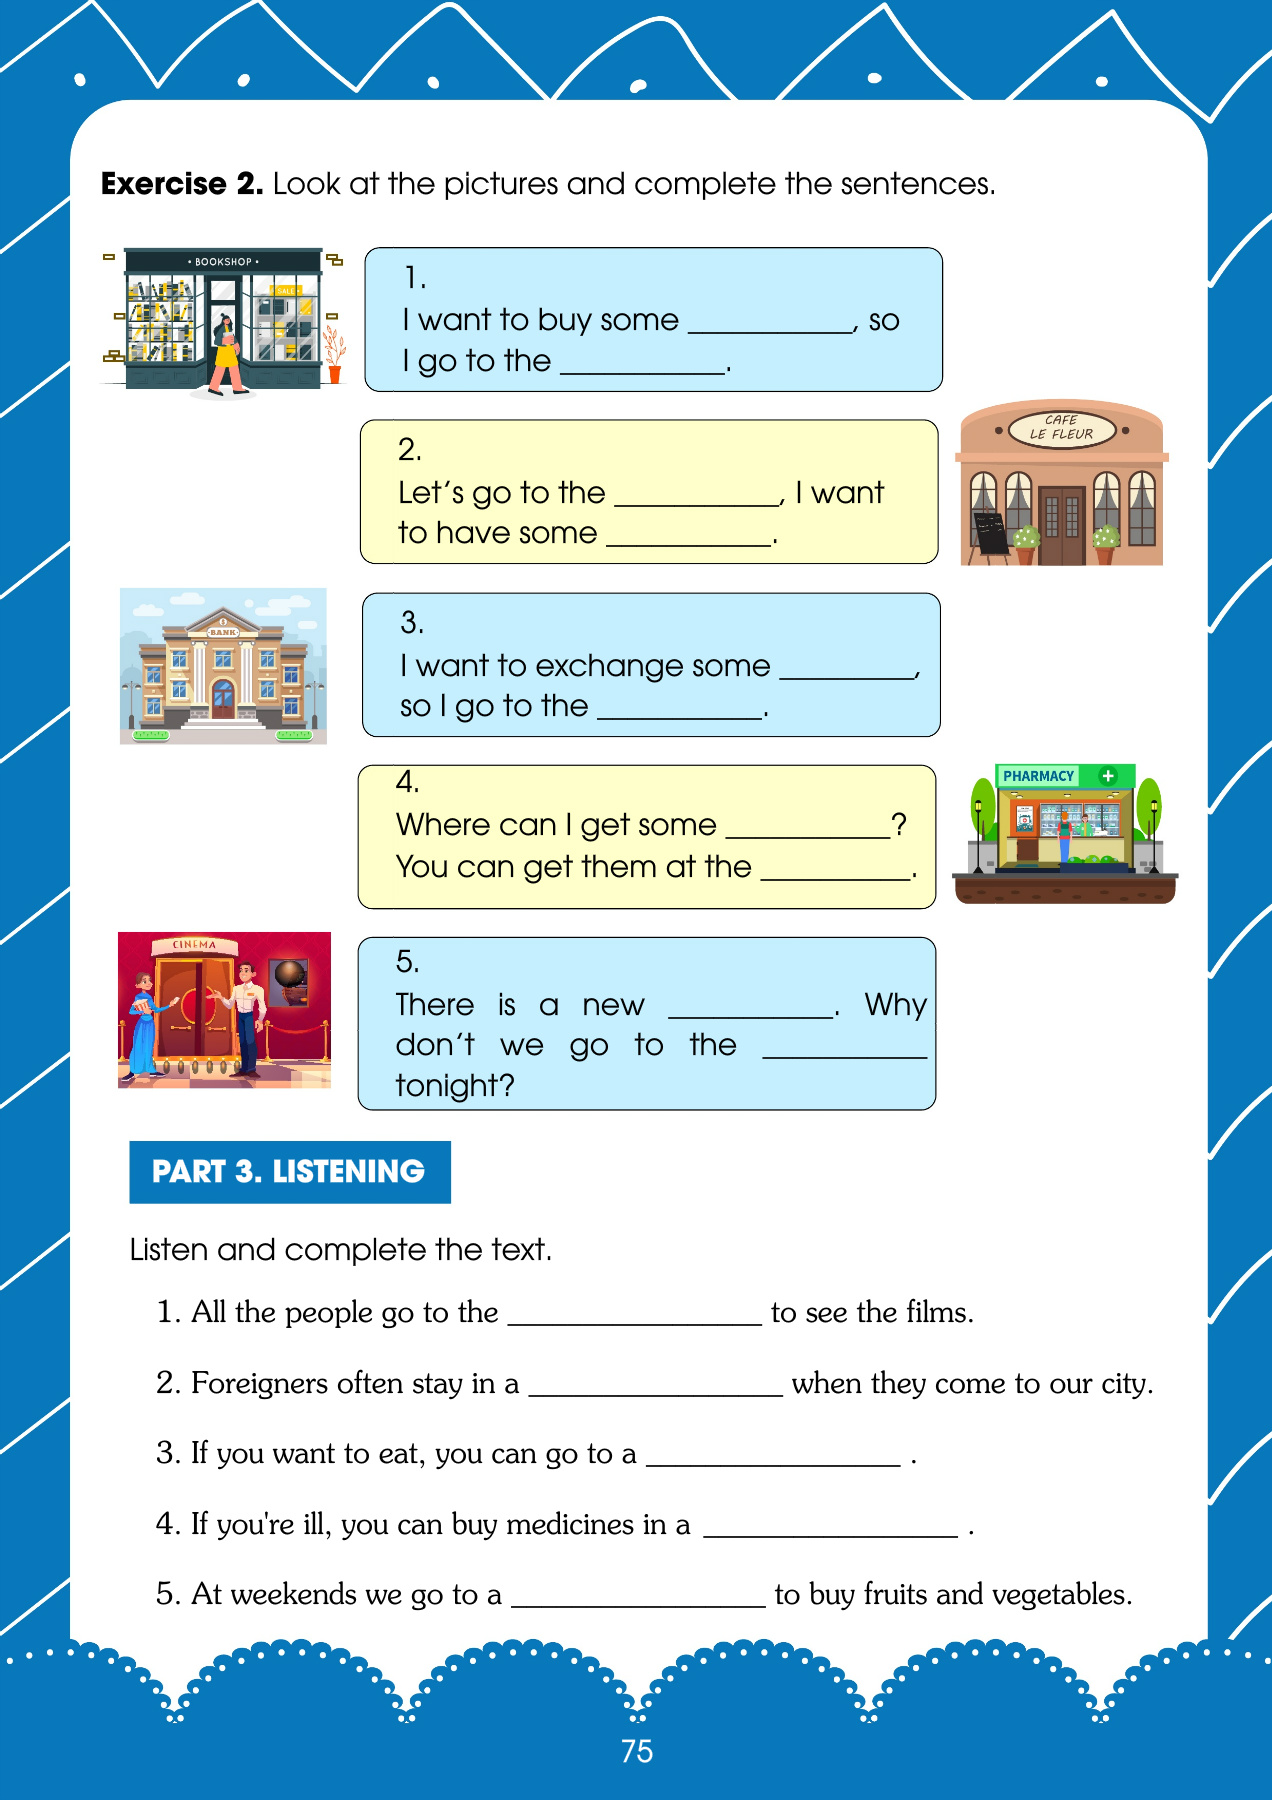 Exercise 2. Look at the pictures and complete the sentences.
• BOOKSHOP •
SALE
1.
I want to buy some ___________, so
I go to the ___________.
CAFE
LE FLEUR
2.
Let's go to the ___________, I want
to have some ___________.
BANK
3.
I want to exchange some _________,
so I go to the ___________.
PHARMACY
4.
Where can I get some ___________?
You can get them at the __________.
CINEMA
5.
There is a new ___________. Why
don't we go to the ___________
tonight?
PART 3. LISTENING
Listen and complete the text.
1. All the people go to the _________________ to see the films.
2. Foreigners often stay in a _________________ when they come to our city.
3. If you want to eat, you can go to a _________________ .
4. If you're ill, you can buy medicines in a _________________ .
5. At weekends we go to a _________________ to buy fruits and vegetables.
75